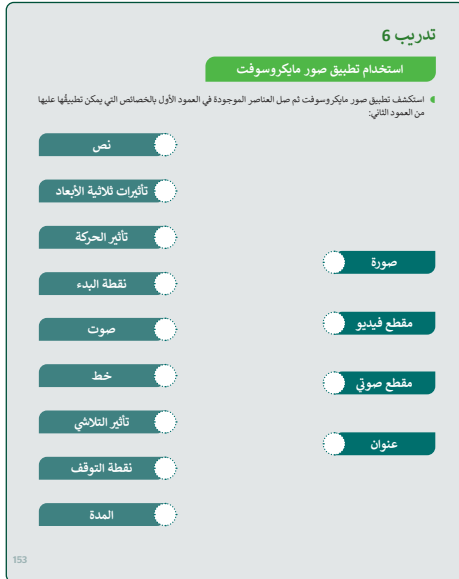 تدريب 6
استخدام تطبيق صور مايكروسوفت
استكشف تطبيق صور مايكروسوفت ثم صل العناصر الموجودة في العمود الأول بالخصائص التي يمكن تطبيقُها عليها
من العمود الثاني:
صورة
مقطع فيديو
مقطع صوتي
عنوان
نص
تأثيرات ثلاثية الأبعاد
تأثير الحركة
نقطة البدء
صوت
خط
تأثير التلاشي
نقطة التوقف
المدة
153